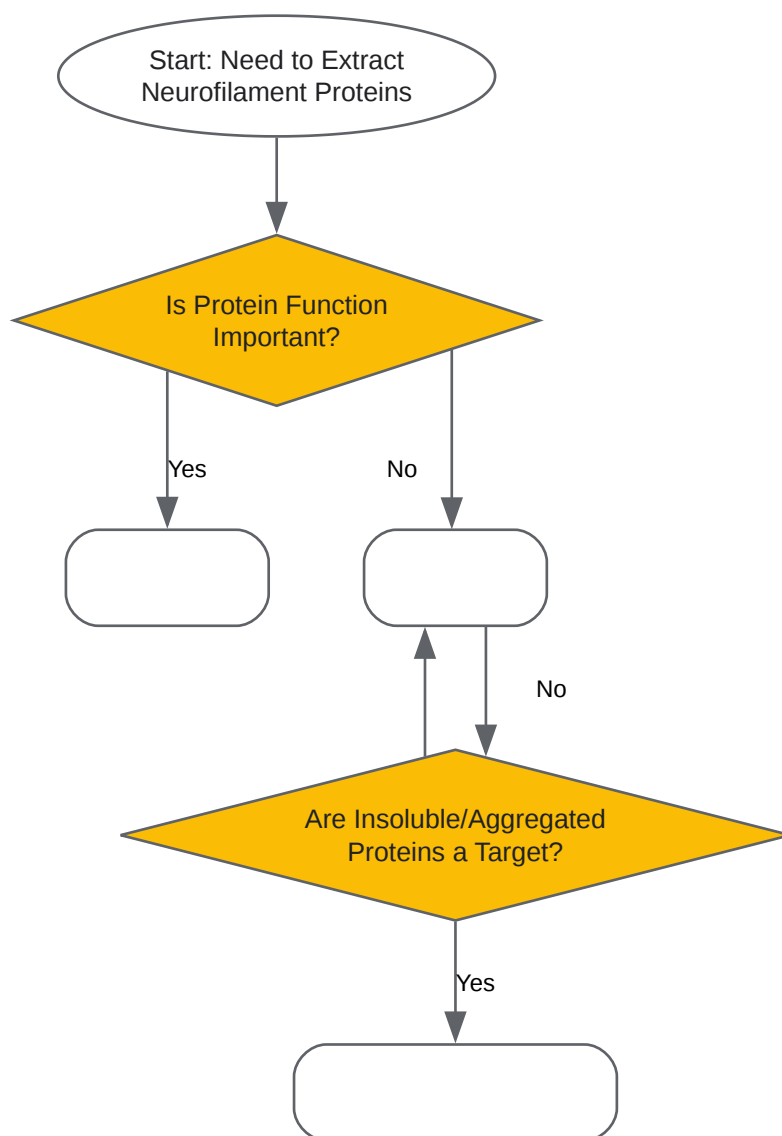 Start: Need to Extract
Neurofilament Proteins
Is Protein Function
Important?
Yes
No
No
Are Insoluble/Aggregated
Proteins a Target?
Yes